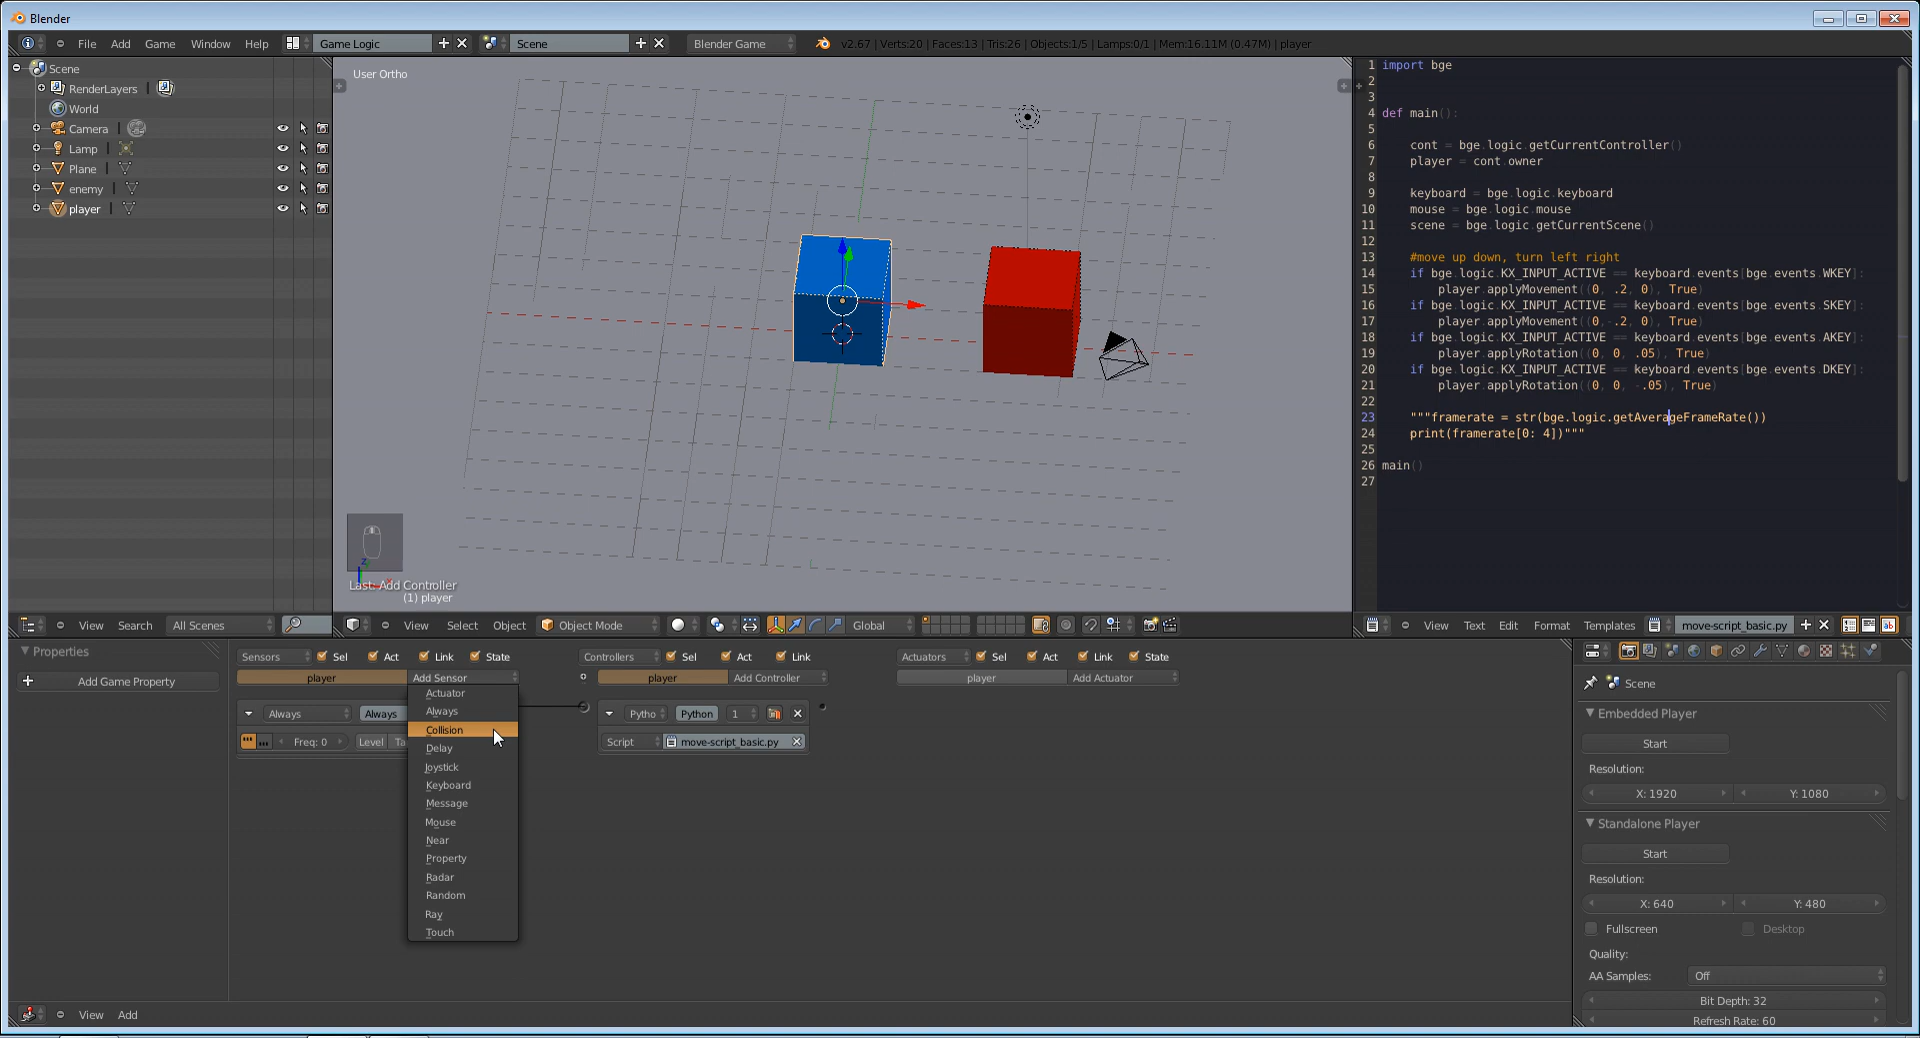 Blender
File Add Game Window Help Game Logic Scene Blender Game v2.67 | Verts:20 | Faces:13 | Tris:26 | Objects:1/5 | Lamps:0/1 | Mem:16.11M (0.47M) | player
Scene
RenderLayers
World
Camera
Lamp
Plane
enemy
player
User Ortho
Last: Add Controller
(1) player
1 import bge
2
3
4 def main():
5
6 cont = bge.logic.getCurrentController()
7 player = cont.owner
8
9 keyboard = bge.logic.keyboard
10 mouse = bge.logic.mouse
11 scene = bge.logic.getCurrentScene()
12
13 #move up down, turn left right
14 if bge.logic.KX_INPUT_ACTIVE == keyboard.events[bge.events.WKEY]:
15 player.applyMovement((0, .2, 0), True)
16 if bge.logic.KX_INPUT_ACTIVE == keyboard.events[bge.events.SKEY]:
17 player.applyMovement((0,-.2, 0), True)
18 if bge.logic.KX_INPUT_ACTIVE == keyboard.events[bge.events.AKEY]:
19 player.applyRotation((0, 0, .05), True)
20 if bge.logic.KX_INPUT_ACTIVE == keyboard.events[bge.events.DKEY]:
21 player.applyRotation((0, 0, -.05), True)
22
23 """framerate = str(bge.logic.getAverageFrameRate())
24 print(framerate[0: 4])"""
25
26 main()
27
View Search All Scenes
View Select Object Object Mode Global
View Text Edit Format Templates move-script_basic.py
Properties
Add Game Property
Sensors Sel Act Link State
player Add Sensor
Always Always
Freq: 0 Level
Actuator
Always
Collision
Delay
Joystick
Keyboard
Message
Mouse
Near
Property
Radar
Random
Ray
Touch
Controllers Sel Act Link
player Add Controller
Pytho Python 1
Script move-script_basic.py
Actuators Sel Act Link State
player Add Actuator
Scene
Embedded Player
Start
Resolution:
X: 1920 Y: 1080
Standalone Player
Start
Resolution:
X: 640 Y: 480
Fullscreen Desktop
Quality:
AA Samples: Off
Bit Depth: 32
Refresh Rate: 60
View Add